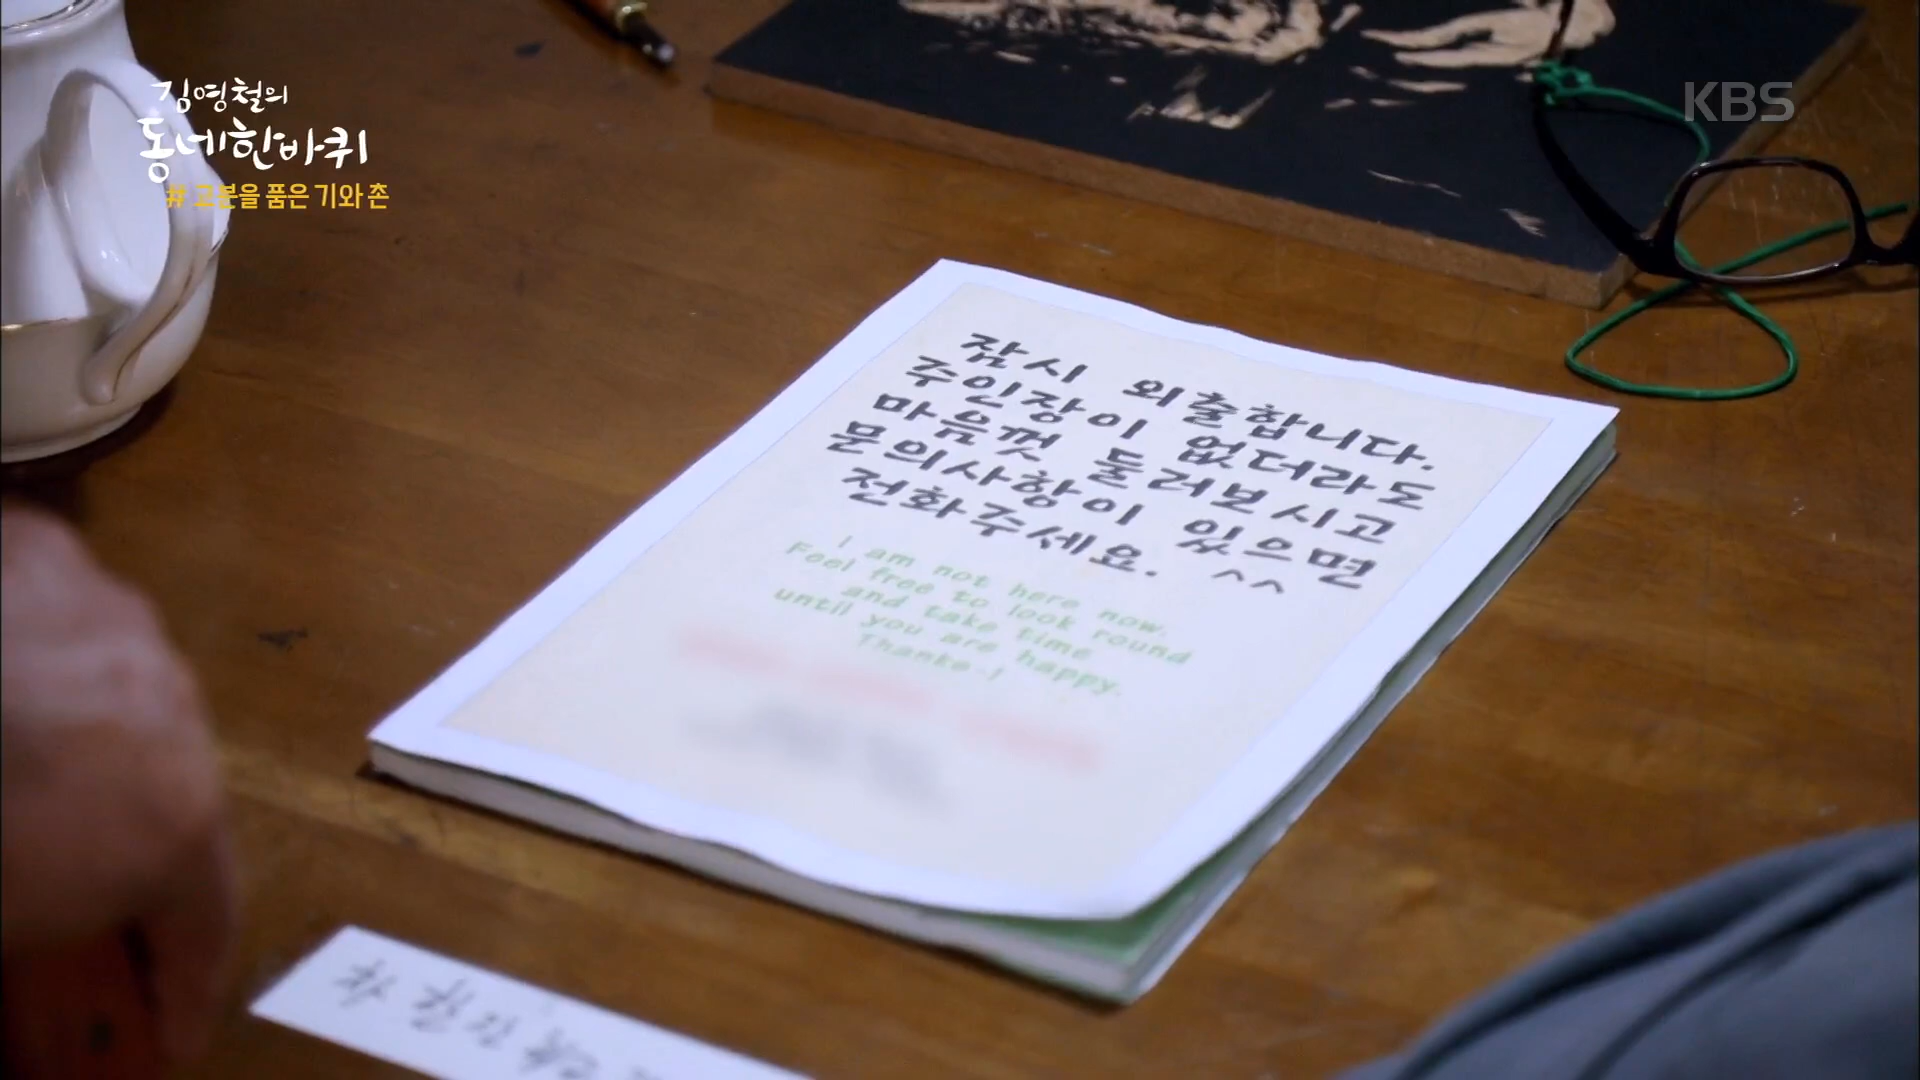 김영철의
동네한바퀴
# 고본을 품은 기와 촌
KBS
잠시 외출합니다.
주인장이 없더라도
마음껏 둘러보시고
문의사항이 있으면
전화주세요. ^^
I am not here now.
Feel free to look round
and take time
until you are happy.
Thanks~!